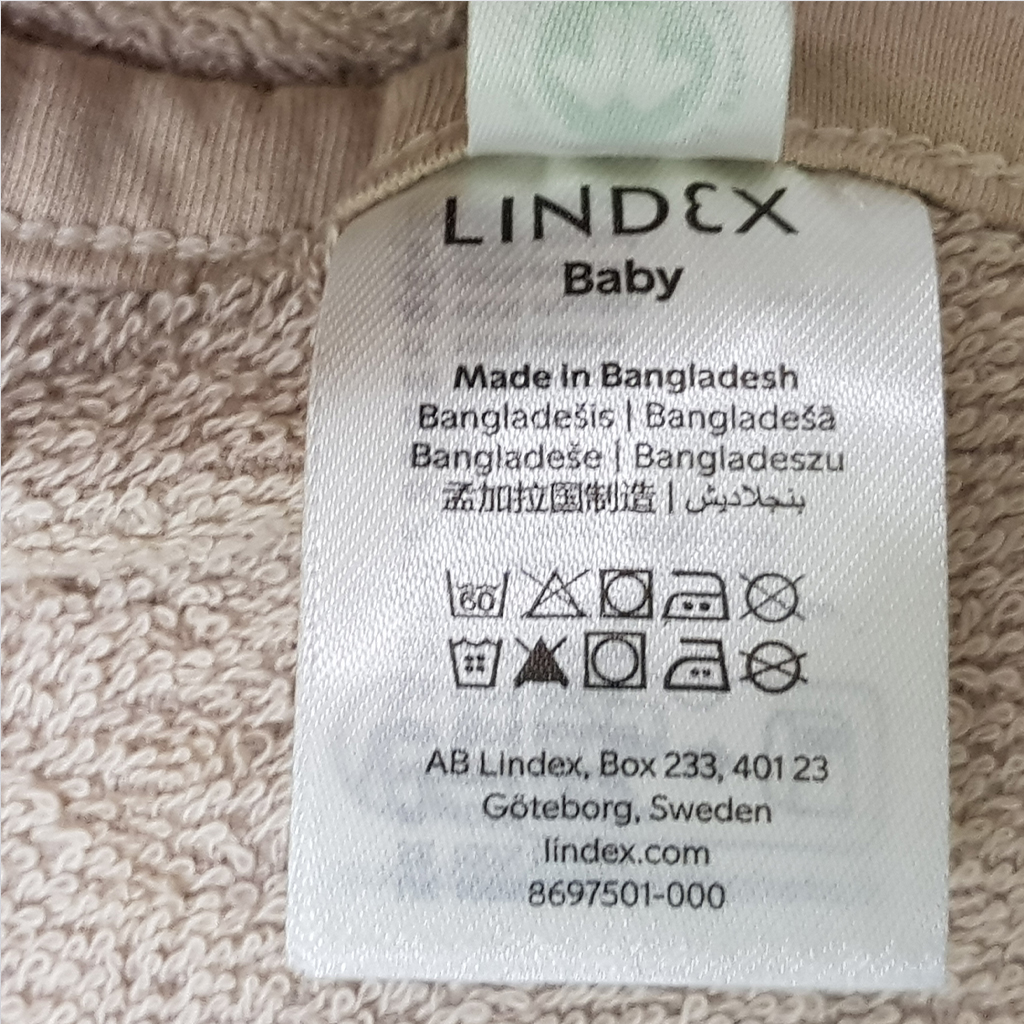 LINDEX
Baby
Made in Bangladesh
Bangladešis | Bangladešā
Bangladeše | Bangladeszu
孟加拉国制造 | بنجلاديش
60
AB Lindex, Box 233, 401 23
Göteborg, Sweden
lindex.com
8697501-000